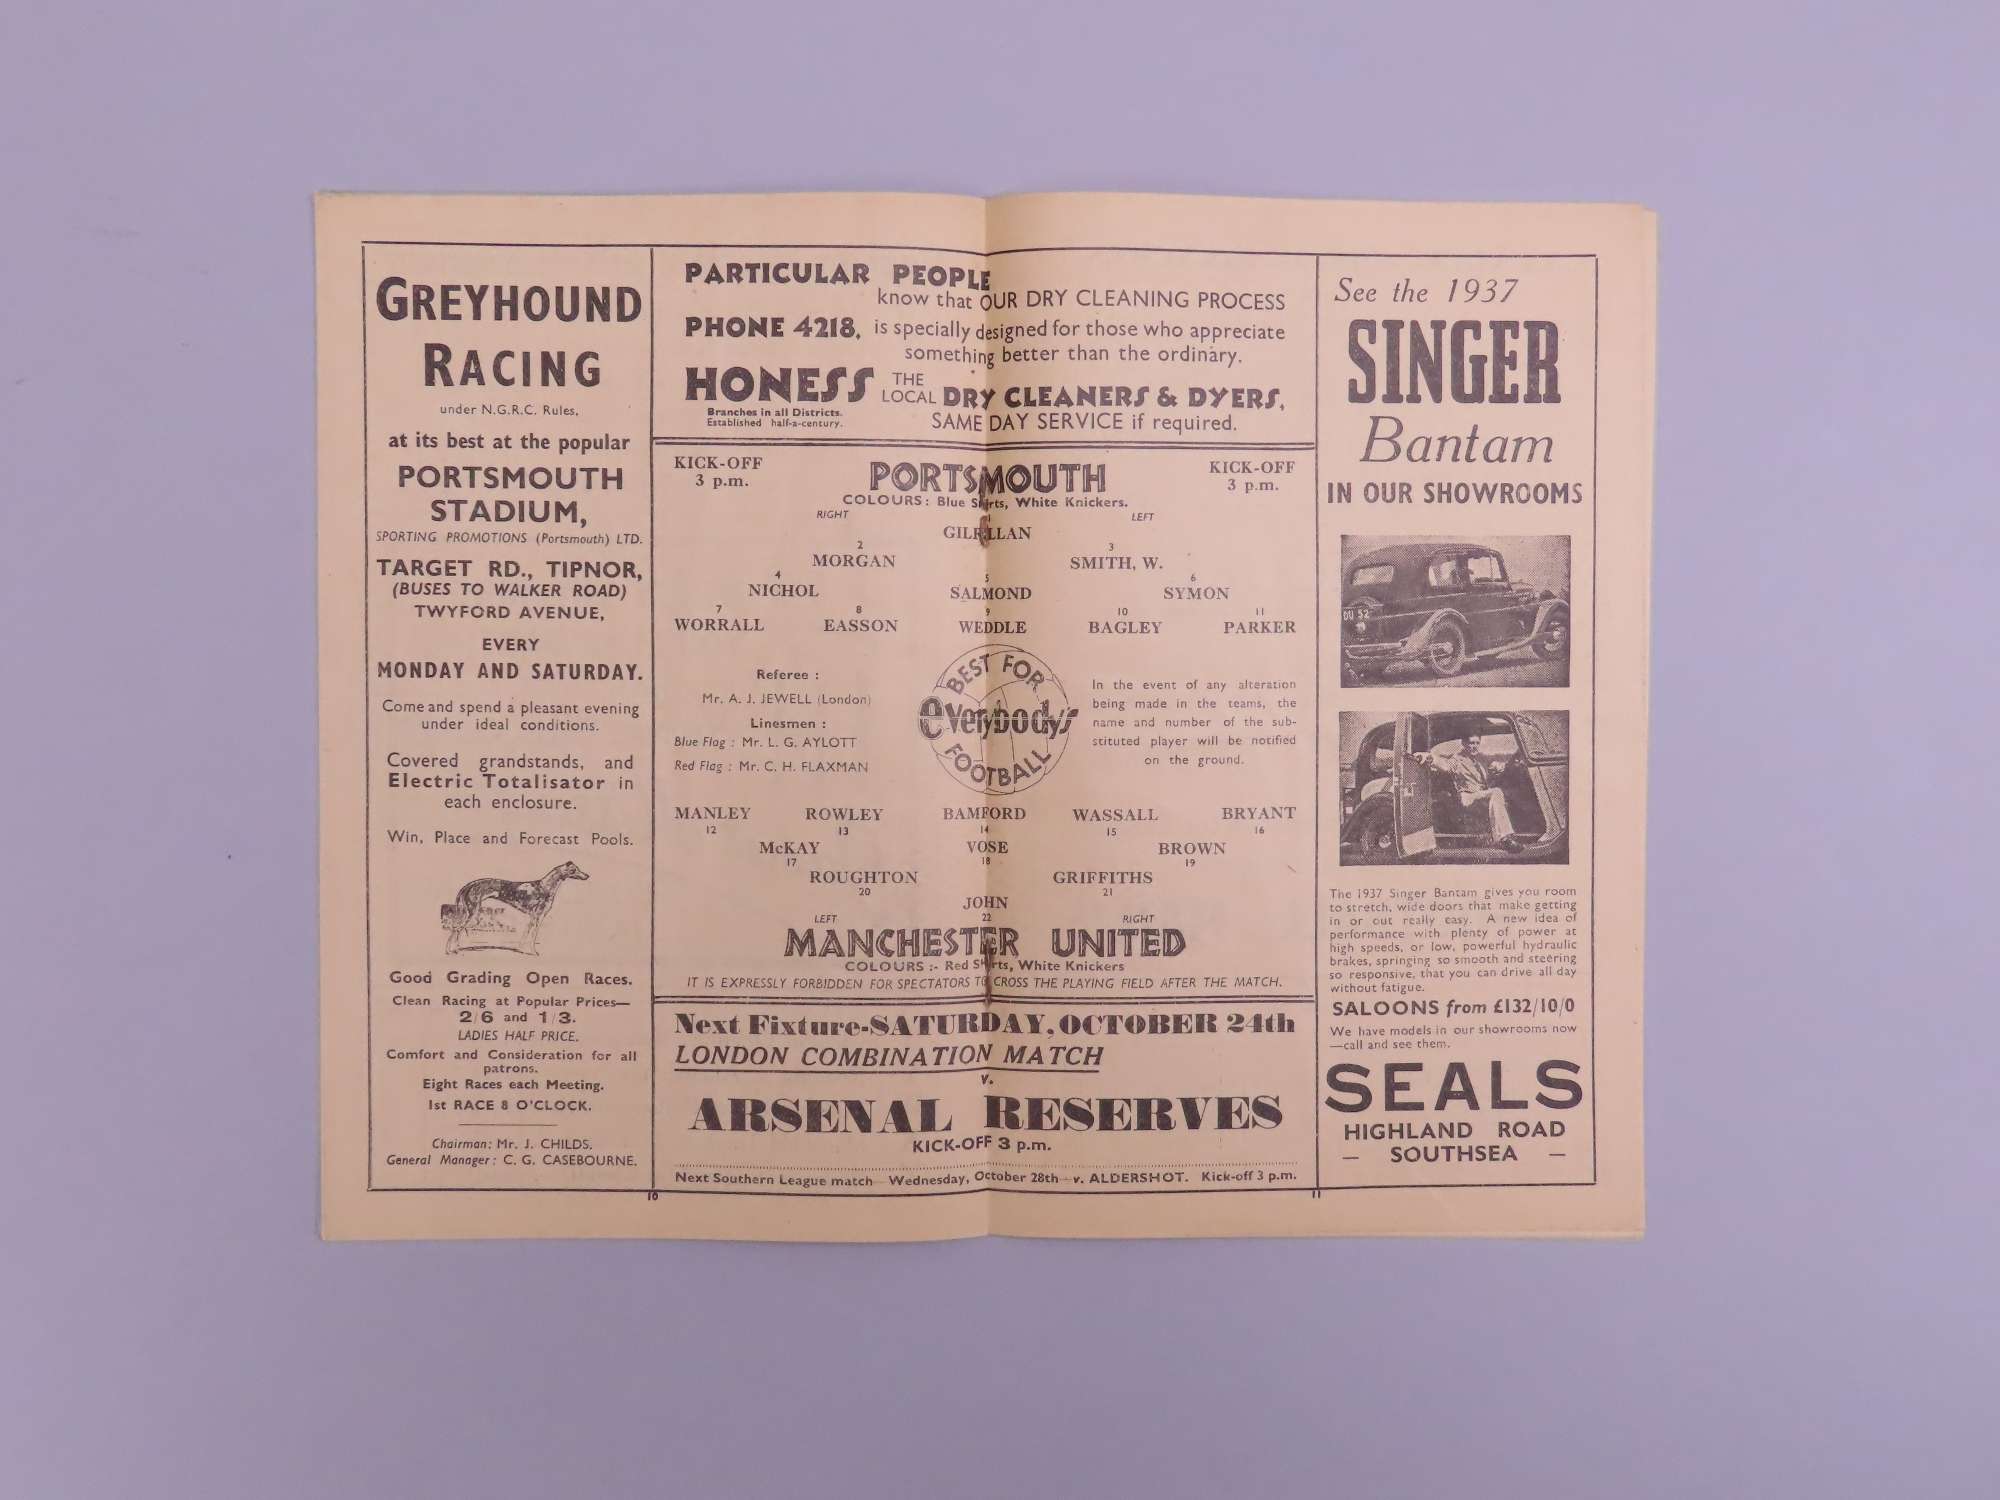 GREYHOUND
RACING
under N.G.R.C. Rules,
at its best at the popular
PORTSMOUTH
STADIUM,
SPORTING PROMOTIONS (Portsmouth) LTD.
TARGET RD., TIPNOR,
(BUSES TO WALKER ROAD)
TWYFORD AVENUE,
EVERY
MONDAY AND SATURDAY.
Come and spend a pleasant evening
under ideal conditions.
Covered grandstands, and
Electric Totalisator in
each enclosure.
Win, Place and Forecast Pools.
Good Grading Open Races.
Clean Racing at Popular Prices—
2/6 and 1/3.
LADIES HALF PRICE.
Comfort and Consideration for all
patrons.
Eight Races each Meeting.
1st RACE 8 O'CLOCK.
Chairman: Mr. J. CHILDS.
General Manager: C. G. CASEBOURNE.
PARTICULAR PEOPLE
know that OUR DRY CLEANING PROCESS
PHONE 4218, is specially designed for those who appreciate
something better than the ordinary.
HONESS THE LOCAL DRY CLEANERS & DYERS,
Branches in all Districts.
Established half-a-century.
SAME DAY SERVICE if required.
KICK-OFF
3 p.m.
PORTSMOUTH
KICK-OFF
3 p.m.
COLOURS: Blue Shirts, White Knickers.
RIGHT 1 LEFT
GILFILLAN
2 3
MORGAN SMITH, W.
4 5 6
NICHOL SALMOND SYMON
7 8 9 10 11
WORRALL EASSON WEDDLE BAGLEY PARKER
Referee :
Mr. A. J. JEWELL (London)
Linesmen :
Blue Flag : Mr. L. G. AYLOTT
Red Flag : Mr. C. H. FLAXMAN
BEST FOR
everybody's
FOOTBALL
In the event of any alteration
being made in the teams, the
name and number of the sub-
stituted player will be notified
on the ground.
MANLEY ROWLEY BAMFORD WASSALL BRYANT
12 13 14 15 16
McKAY VOSE BROWN
17 18 19
ROUGHTON GRIFFITHS
20 21
JOHN
LEFT 22 RIGHT
MANCHESTER UNITED
COLOURS :- Red Shirts, White Knickers
IT IS EXPRESSLY FORBIDDEN FOR SPECTATORS TO CROSS THE PLAYING FIELD AFTER THE MATCH.
Next Fixture-SATURDAY, OCTOBER 24th
LONDON COMBINATION MATCH
v.
ARSENAL RESERVES
KICK-OFF 3 p.m.
Next Southern League match—Wednesday, October 28th—v. ALDERSHOT. Kick-off 3 p.m.
10
11
See the 1937
SINGER
Bantam
IN OUR SHOWROOMS
The 1937 Singer Bantam gives you room
to stretch, wide doors that make getting
in or out really easy. A new idea of
performance with plenty of power at
high speeds, or low, powerful hydraulic
brakes, springing so smooth and steering
so responsive, that you can drive all day
without fatigue.
SALOONS from £132/10/0
We have models in our showrooms now
—call and see them.
SEALS
HIGHLAND ROAD
— SOUTHSEA —